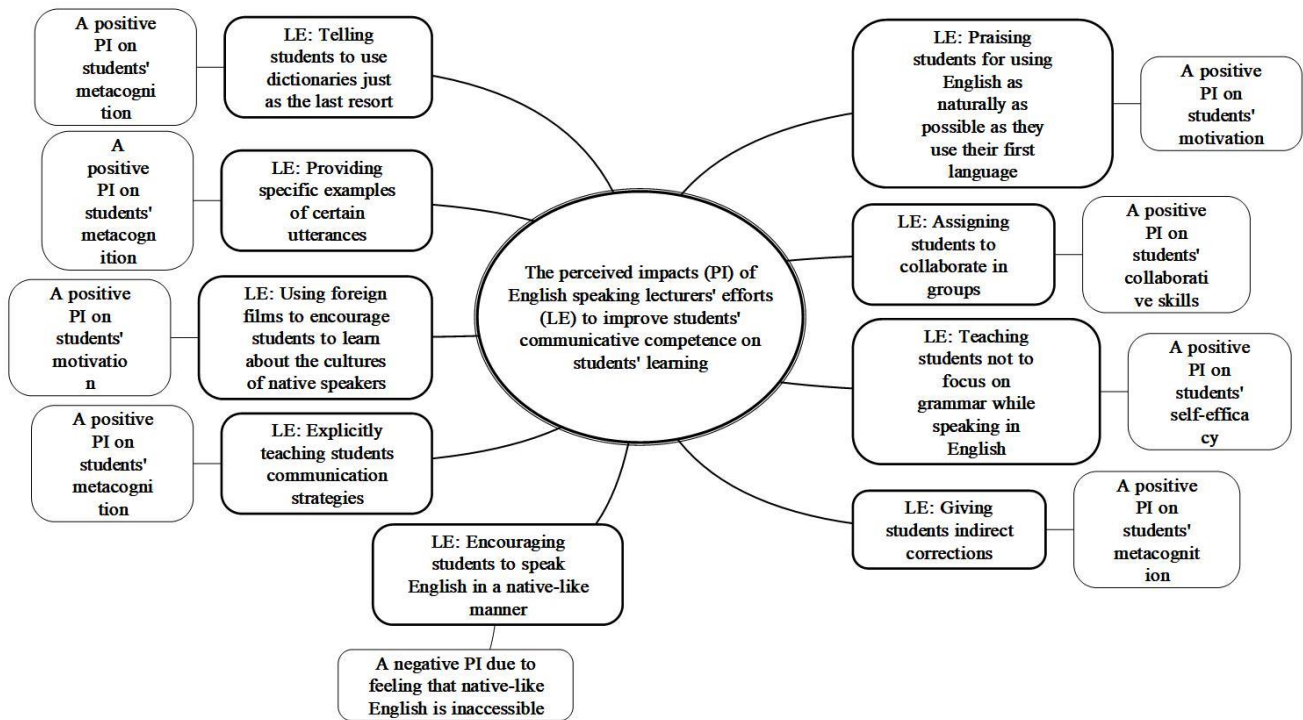 The perceived impacts (PI) of
English speaking lecturers' efforts
(LE) to improve students'
communicative competence on
students' learning
LE: Praising
students for using
English as
naturally as
possible as they
use their first
language
A positive
PI on
students'
motivation
LE: Assigning
students to
collaborate in
groups
A positive
PI on
students'
collaborati
ve skills
LE: Teaching
students not to
focus on
grammar while
speaking in
English
A positive
PI on
students'
self-effica
cy
LE: Giving
students indirect
corrections
A positive
PI on
students'
metacognit
ion
LE: Encouraging
students to speak
English in a native-like
manner
A negative PI due to
feeling that native-like
English is inaccessible
LE: Explicitly
teaching students
communication
strategies
A positive
PI on
students'
metacogni
tion
LE: Using foreign
films to encourage
students to learn
about the cultures
of native speakers
A positive
PI on
students'
motivatio
n
LE: Providing
specific examples
of certain
utterances
A
positive
PI on
students'
metacogn
ition
LE: Telling
students to use
dictionaries just
as the last resort
A positive
PI on
students'
metacogni
tion